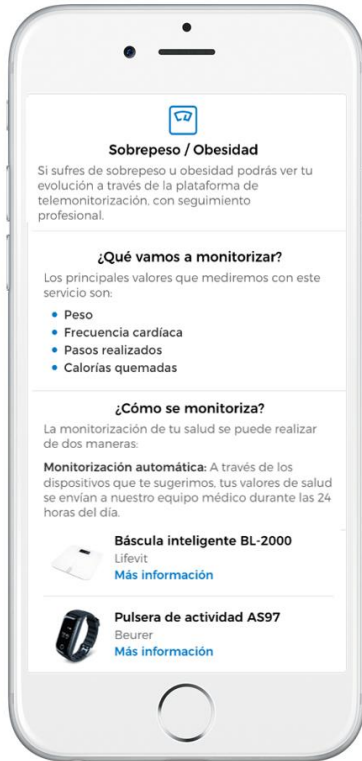 Sobrepeso / Obesidad
Si sufres de sobrepeso u obesidad podrás ver tu
evolución a través de la plataforma de
telemonitorización, con seguimiento
profesional.
¿Qué vamos a monitorizar?
Los principales valores que mediremos con este
servicio son:
Peso
Frecuencia cardíaca
Pasos realizados
Calorías quemadas
¿Cómo se monitoriza?
La monitorización de tu salud se puede realizar
de dos maneras:
Monitorización automática: A través de los
dispositivos que te sugerimos, tus valores de salud
se envían a nuestro equipo médico durante las 24
horas del día.
Báscula inteligente BL-2000
Lifevit
Más información
Pulsera de actividad AS97
Beurer
Más información